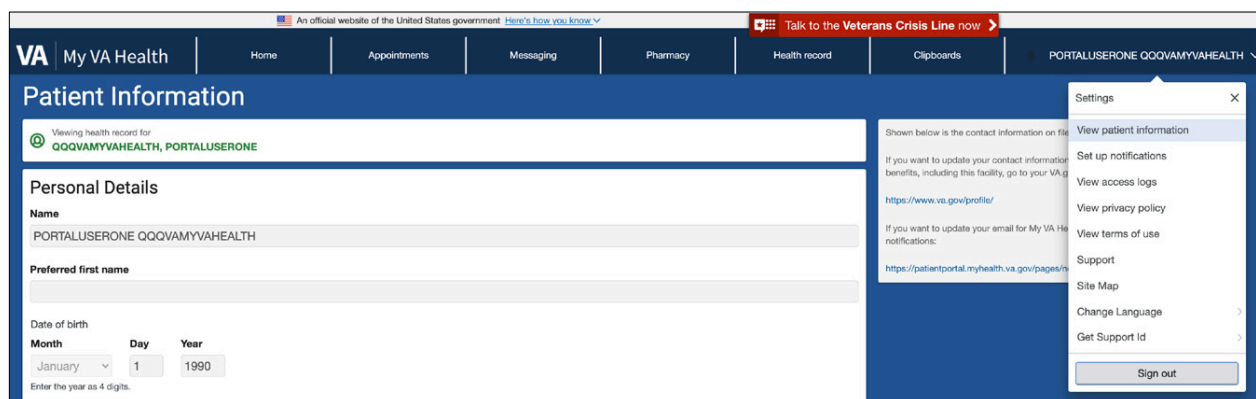 An official website of the United States government Here's how you know
Talk to the Veterans Crisis Line now
VA My VA Health
Home
Appointments
Messaging
Pharmacy
Health record
Clipboards
PORTALUSERONE QQQVAMYVAHEALTH
Patient Information
Viewing health record for
QQQVAMYVAHEALTH, PORTALUSERONE
Personal Details
Name
PORTALUSERONE QQQVAMYVAHEALTH
Preferred first name
Date of birth
Month Day Year
January 1 1990
Enter the year as 4 digits.
Shown below is the contact information on file
If you want to update your contact information
benefits, including this facility, go to your VA.g
https://www.va.gov/profile/
If you want to update your email for My VA He
notifications:
https://patientportal.myhealth.va.gov/pages/n
Settings
View patient information
Set up notifications
View access logs
View privacy policy
View terms of use
Support
Site Map
Change Language
Get Support Id
Sign out